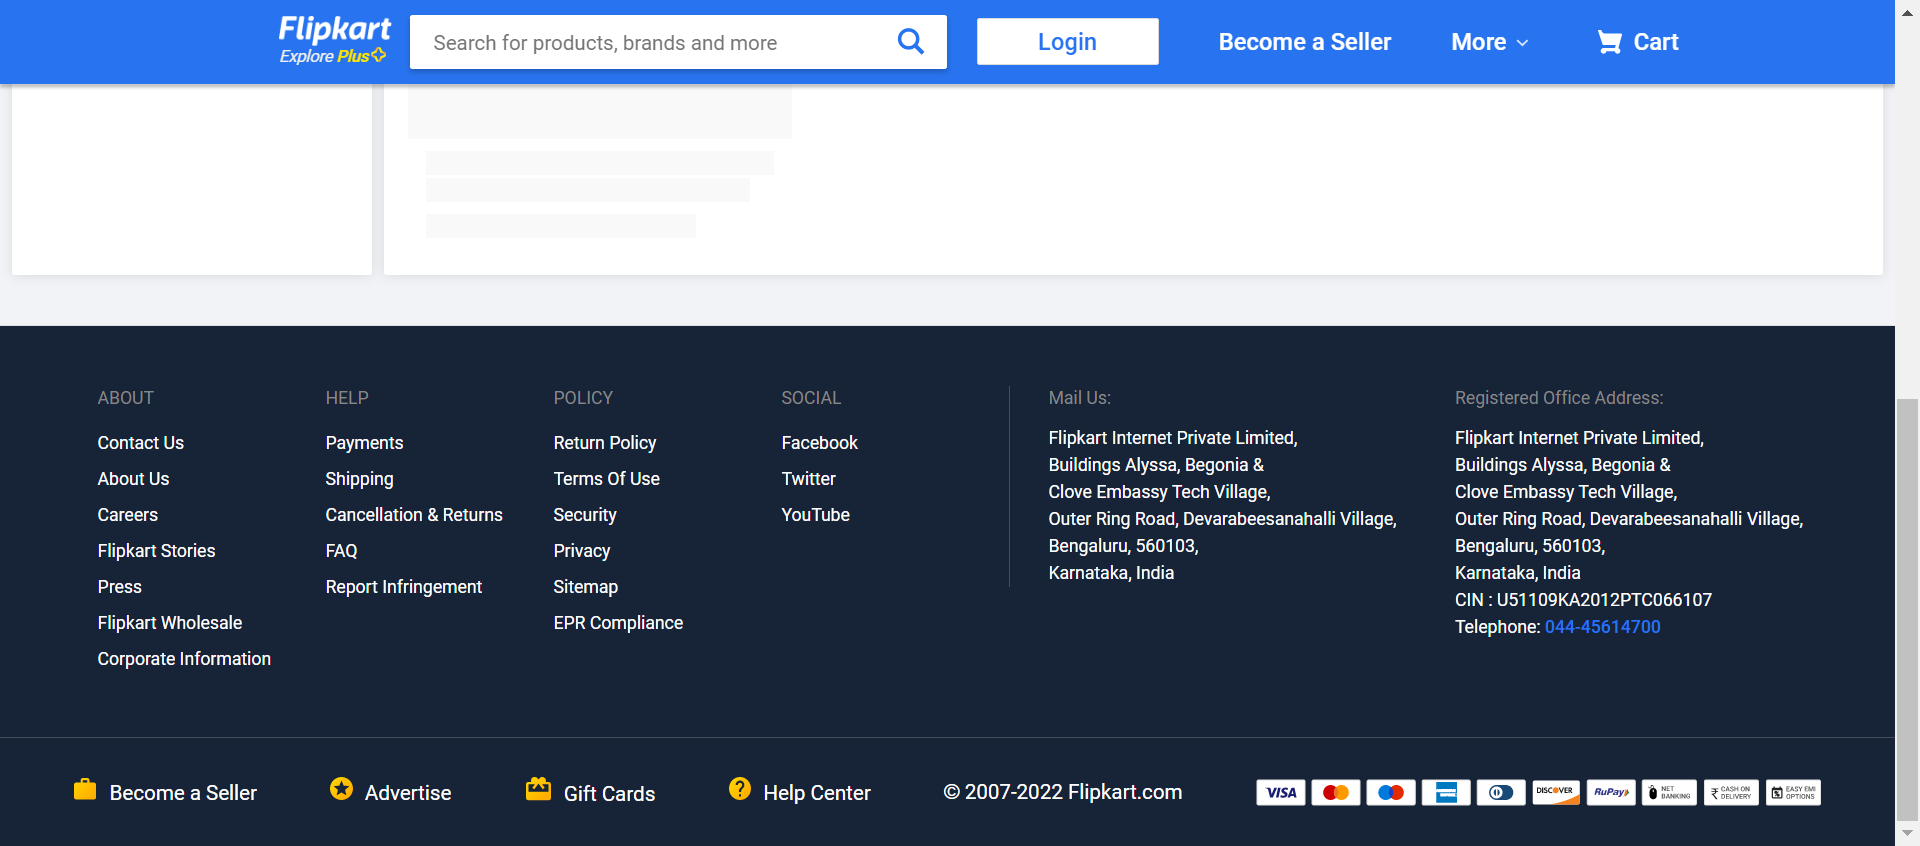 Flipkart
Explore Plus
Search for products, brands and more
Login
Become a Seller
More
Cart
ABOUT
Contact Us
About Us
Careers
Flipkart Stories
Press
Flipkart Wholesale
Corporate Information
HELP
Payments
Shipping
Cancellation & Returns
FAQ
Report Infringement
POLICY
Return Policy
Terms Of Use
Security
Privacy
Sitemap
EPR Compliance
SOCIAL
Facebook
Twitter
YouTube
Mail Us:
Flipkart Internet Private Limited,
Buildings Alyssa, Begonia &
Clove Embassy Tech Village,
Outer Ring Road, Devarabeesanahalli Village,
Bengaluru, 560103,
Karnataka, India
Registered Office Address:
Flipkart Internet Private Limited,
Buildings Alyssa, Begonia &
Clove Embassy Tech Village,
Outer Ring Road, Devarabeesanahalli Village,
Bengaluru, 560103,
Karnataka, India
CIN : U51109KA2012PTC066107
Telephone: 044-45614700
Become a Seller
Advertise
Gift Cards
Help Center
© 2007-2022 Flipkart.com
VISA
DISCOVER
RuPay
NET
BANKING
CASH ON
DELIVERY
EASY EMI
OPTIONS